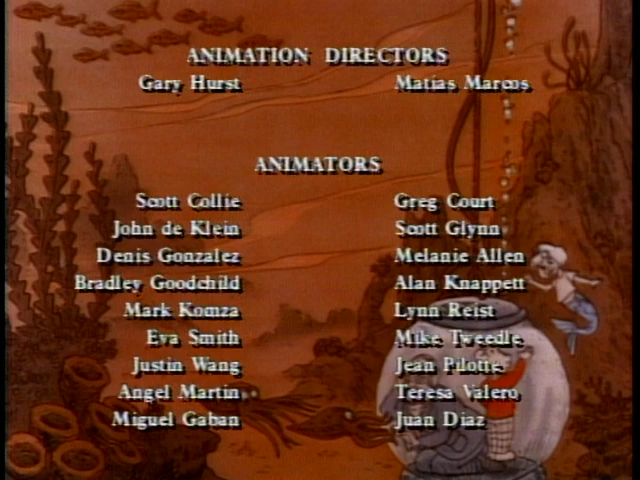 ANIMATION DIRECTORS
Gary Hurst Matias Marcos
ANIMATORS
Scott Collie Greg Court
John de Klein Scott Glynn
Denis Gonzalez Melanie Allen
Bradley Goodchild Alan Knappett
Mark Komza Lynn Reist
Eva Smith Mike Tweedle
Justin Wang Jean Pilotte
Angel Martin Teresa Valero
Miguel Gaban Juan Diaz